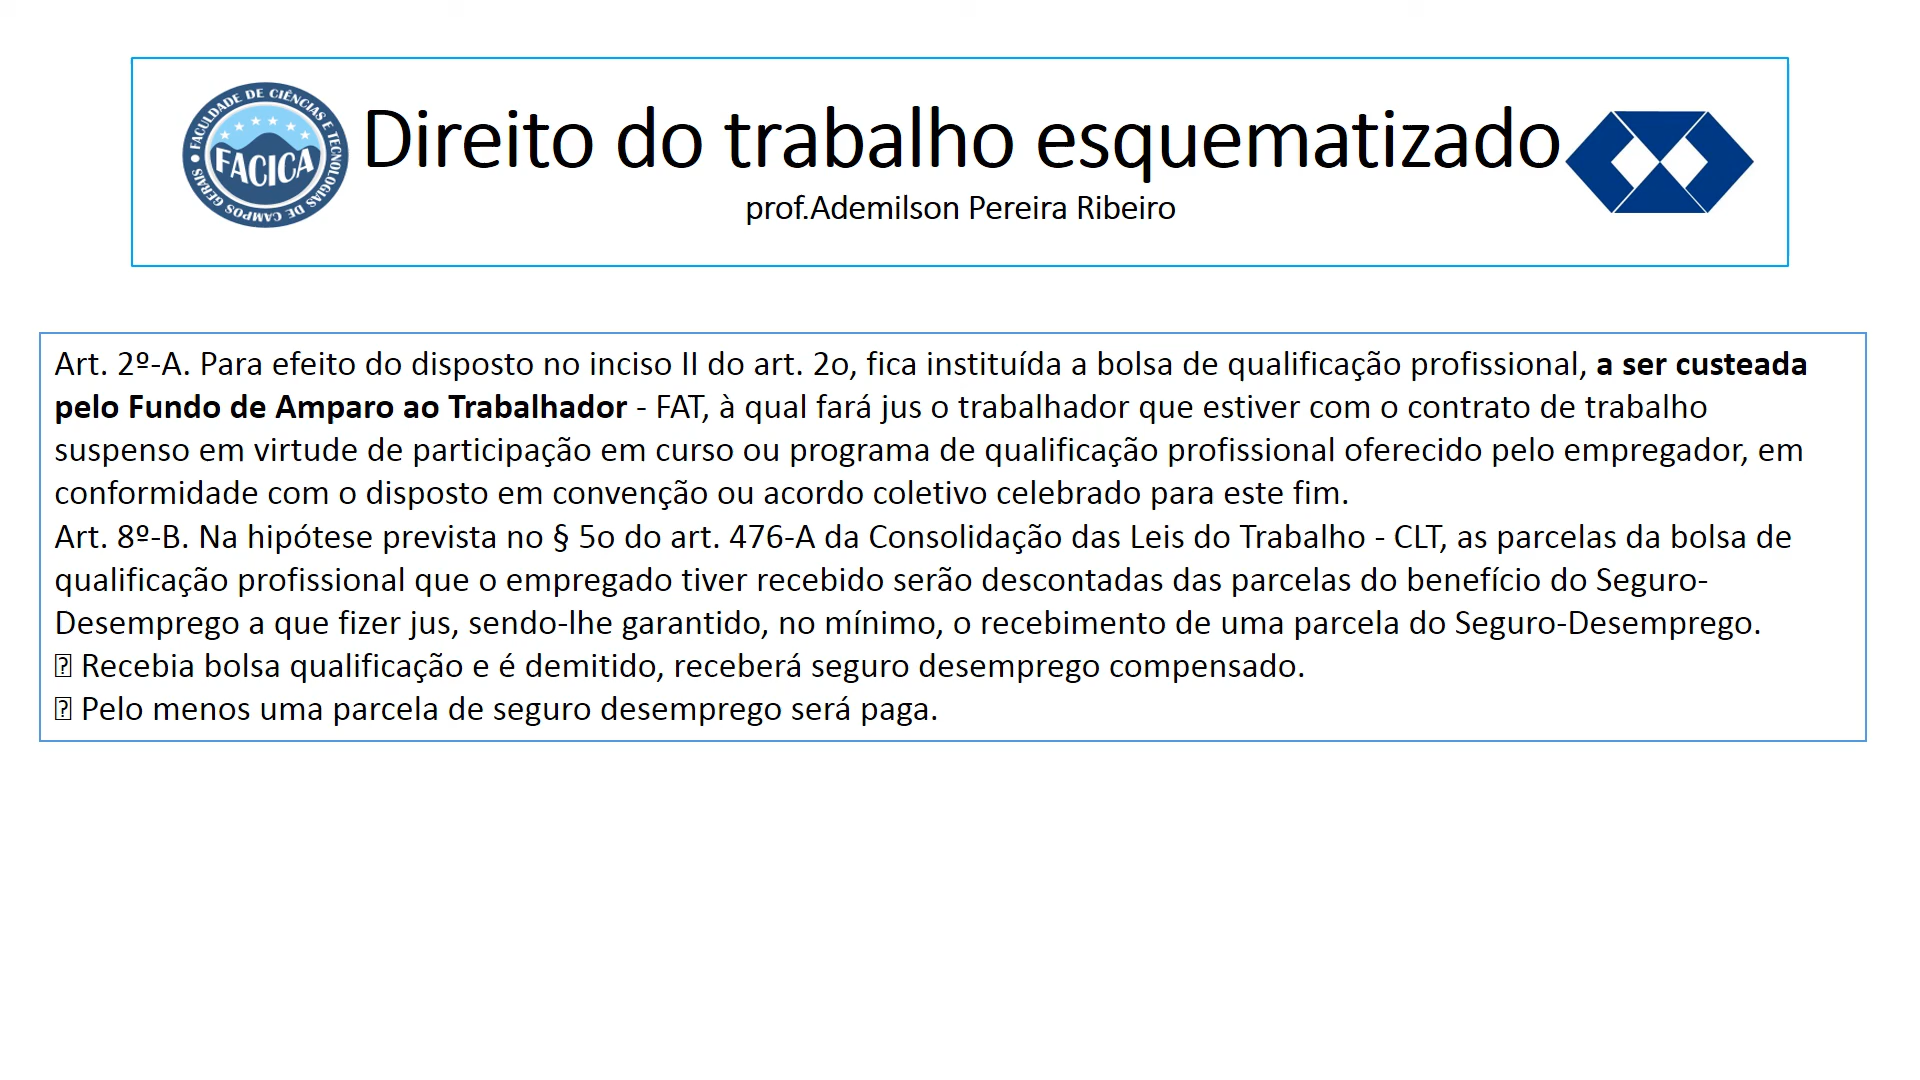 FACULDADE DE CIÊNCIAS E TECNOLOGIAS DE CAMPOS GERAIS
FACICA
Direito do trabalho esquematizado
prof.Ademilson Pereira Ribeiro
Art. 2º-A. Para efeito do disposto no inciso II do art. 2o, fica instituída a bolsa de qualificação profissional, a ser custeada
pelo Fundo de Amparo ao Trabalhador - FAT, à qual fará jus o trabalhador que estiver com o contrato de trabalho
suspenso em virtude de participação em curso ou programa de qualificação profissional oferecido pelo empregador, em
conformidade com o disposto em convenção ou acordo coletivo celebrado para este fim.
Art. 8º-B. Na hipótese prevista no § 5o do art. 476-A da Consolidação das Leis do Trabalho - CLT, as parcelas da bolsa de
qualificação profissional que o empregado tiver recebido serão descontadas das parcelas do benefício do Seguro-
Desemprego a que fizer jus, sendo-lhe garantido, no mínimo, o recebimento de uma parcela do Seguro-Desemprego.
⍰ Recebia bolsa qualificação e é demitido, receberá seguro desemprego compensado.
⍰ Pelo menos uma parcela de seguro desemprego será paga.